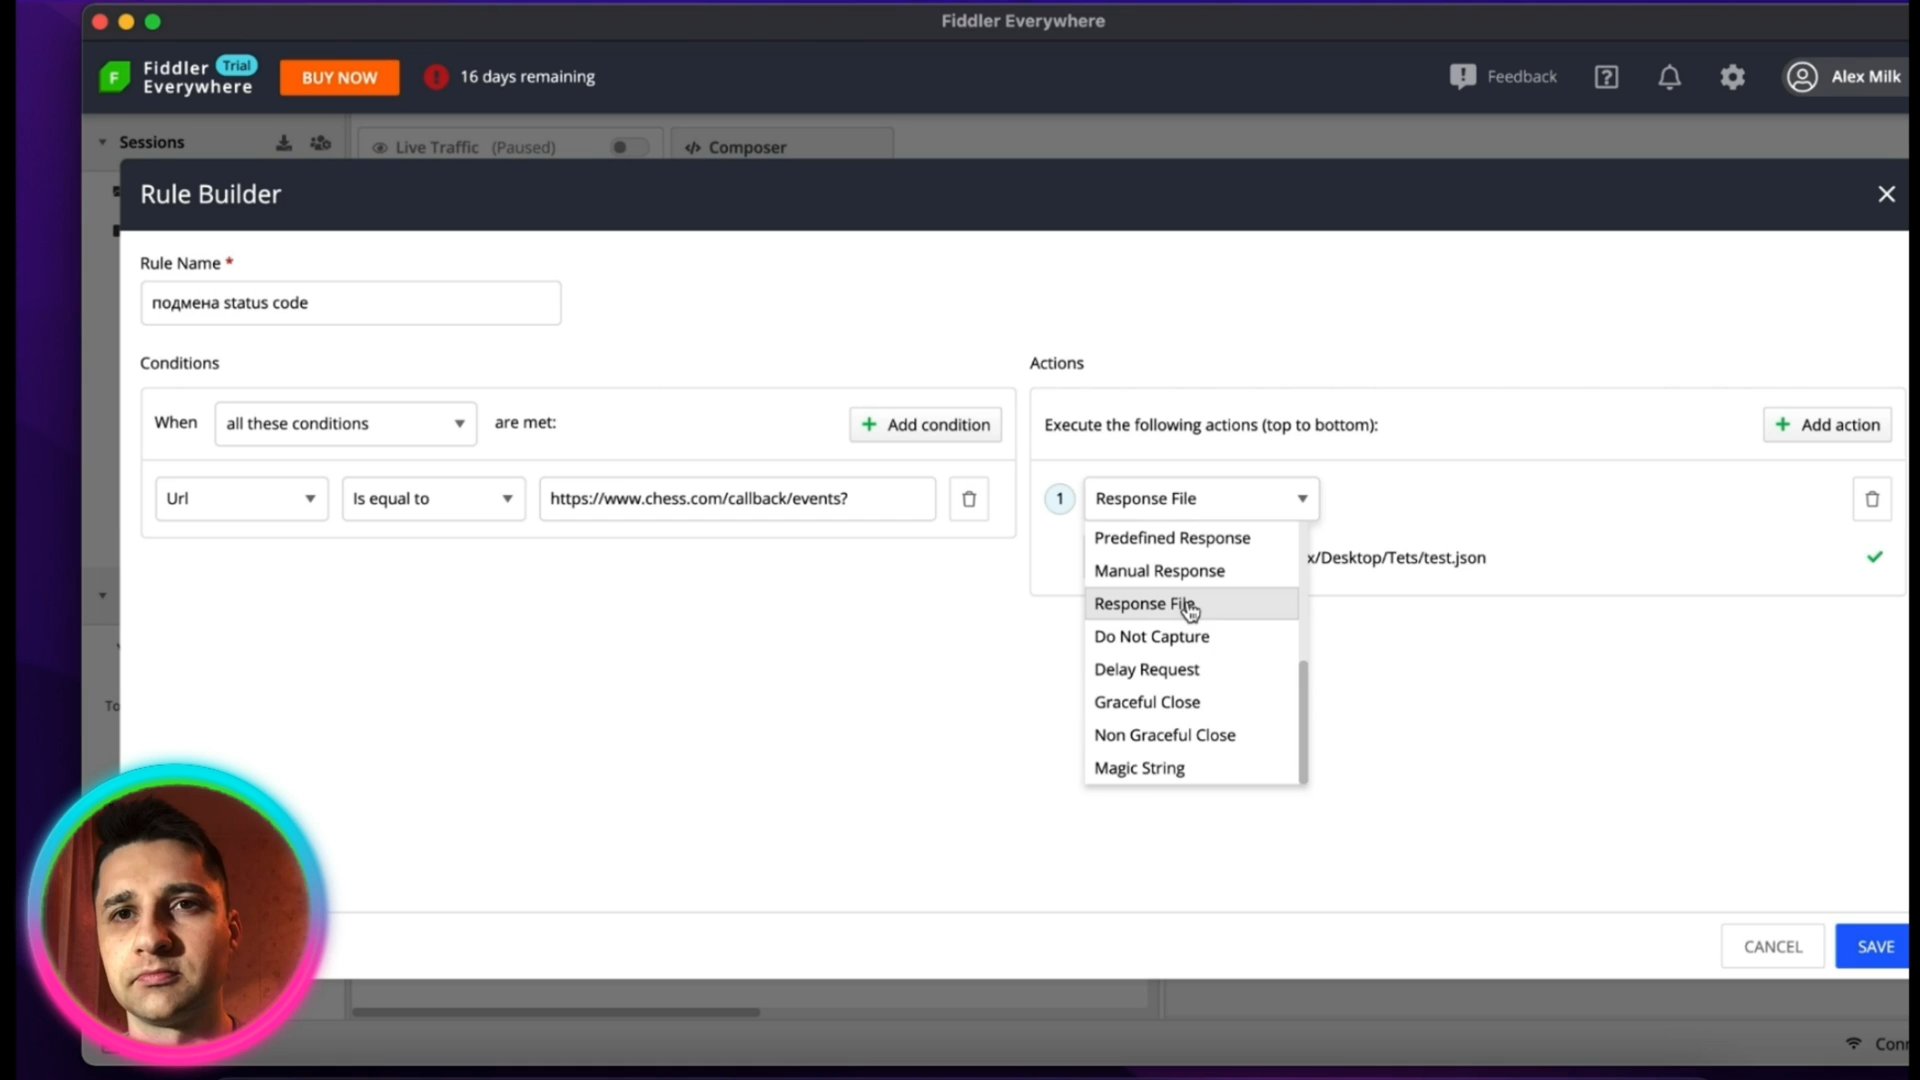 Fiddler Everywhere
Fiddler Trial
Everywhere
BUY NOW
16 days remaining
Feedback
Alex Milk
Sessions
Live Traffic (Paused)
Composer
Rule Builder
Rule Name *
подмена status code
Conditions
Actions
When
all these conditions
are met:
Add condition
Execute the following actions (top to bottom):
Add action
Url
Is equal to
https://www.chess.com/callback/events?
1
Response File
Predefined Response
x/Desktop/Tets/test.json
Manual Response
Response File
Do Not Capture
Delay Request
Graceful Close
Non Graceful Close
Magic String
To
CANCEL
SAVE
Conn